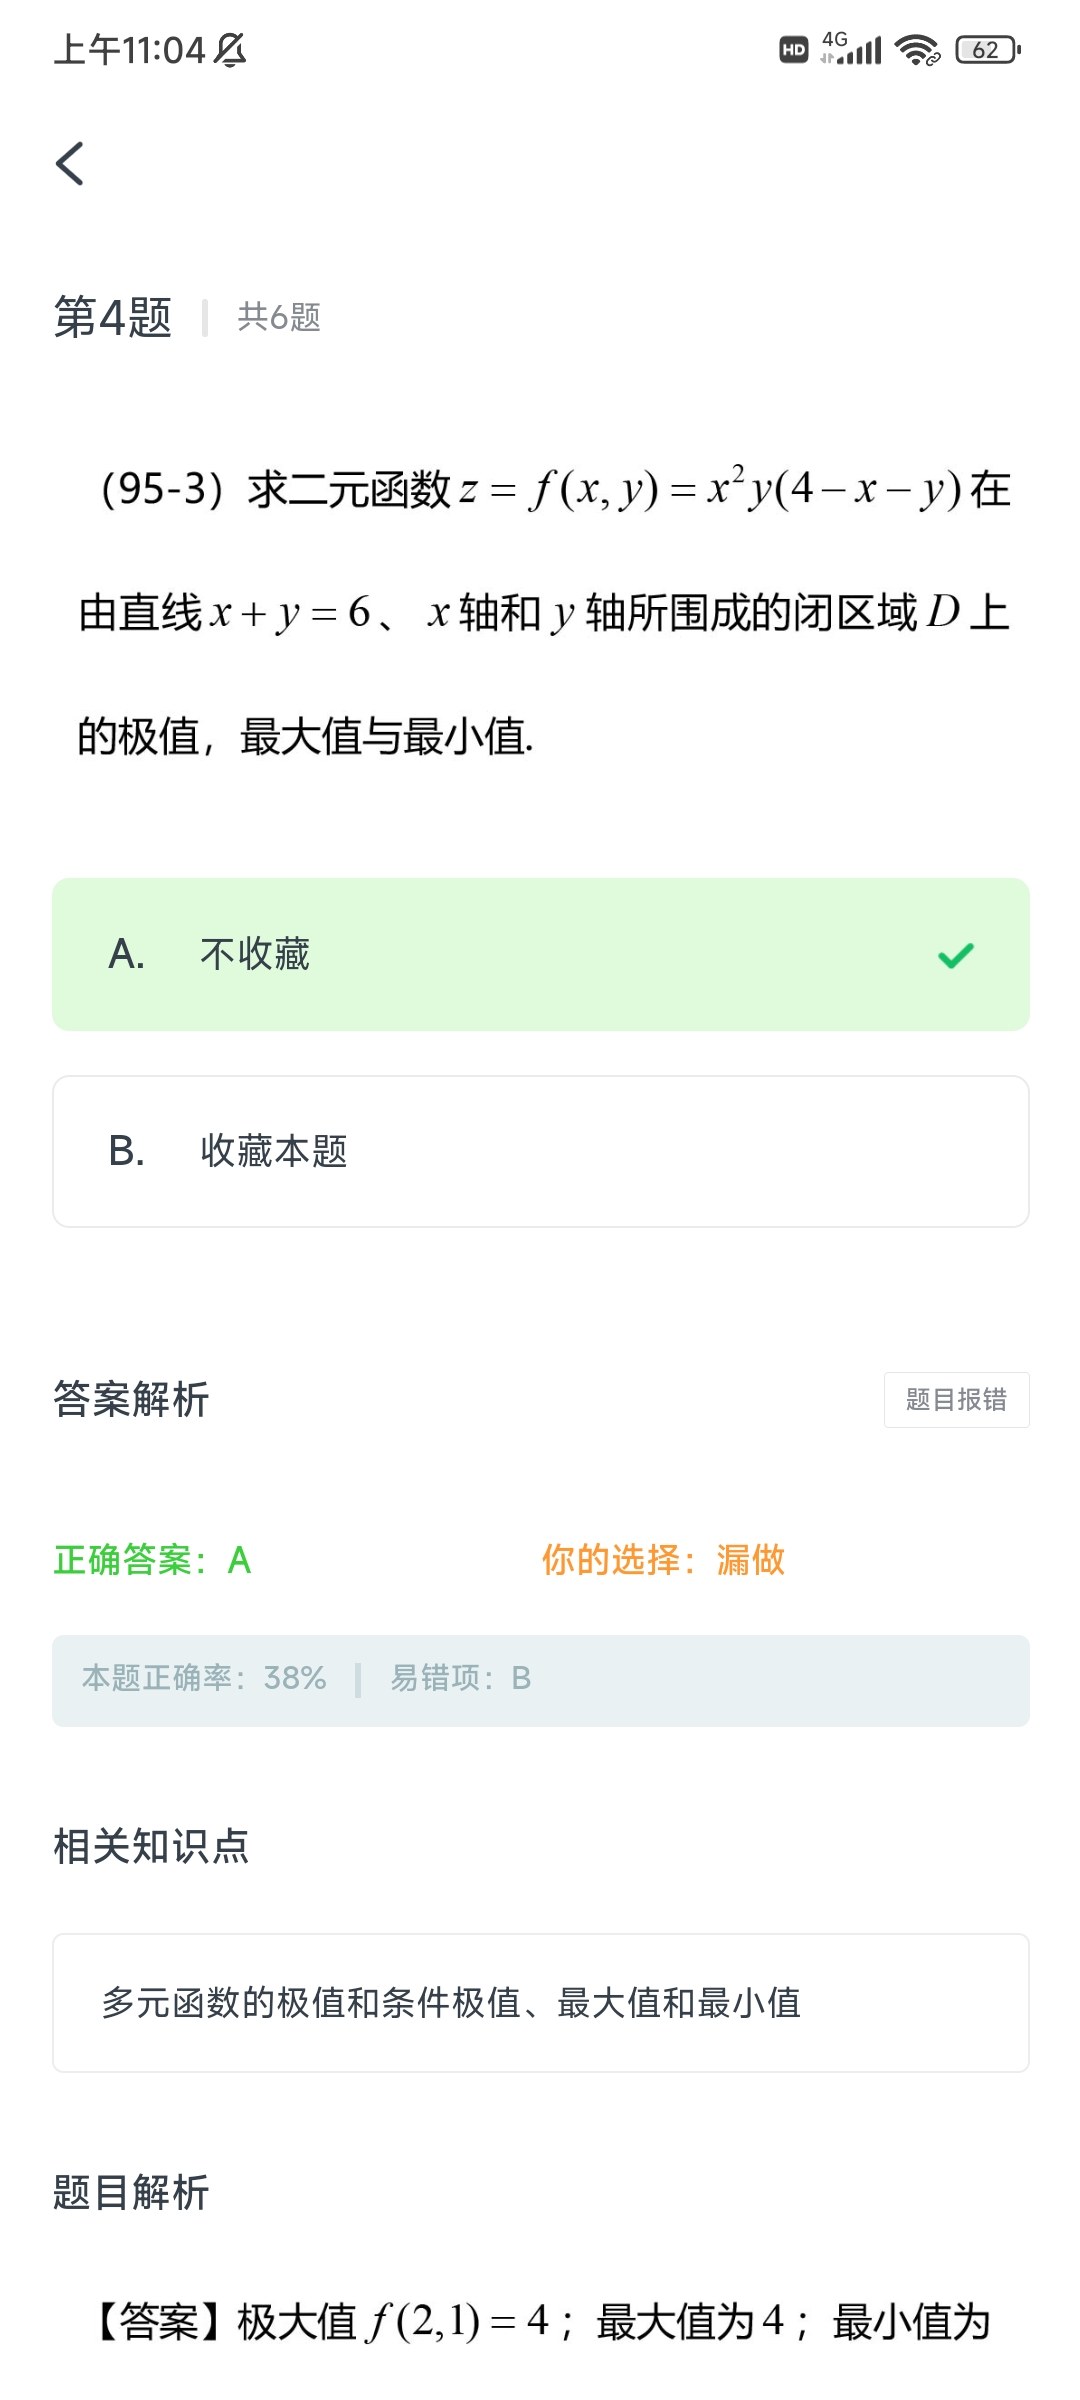 上午11:04
HD 4G 62
第4题 | 共6题
（95-3）求二元函数 z = f(x, y) = x²y(4 − x − y) 在
由直线 x + y = 6、 x 轴和 y 轴所围成的闭区域 D 上
的极值，最大值与最小值.
A. 不收藏
B. 收藏本题
答案解析 题目报错
正确答案：A 你的选择：漏做
本题正确率：38% | 易错项：B
相关知识点
多元函数的极值和条件极值、最大值和最小值
题目解析
【答案】极大值 f(2,1) = 4；最大值为 4；最小值为